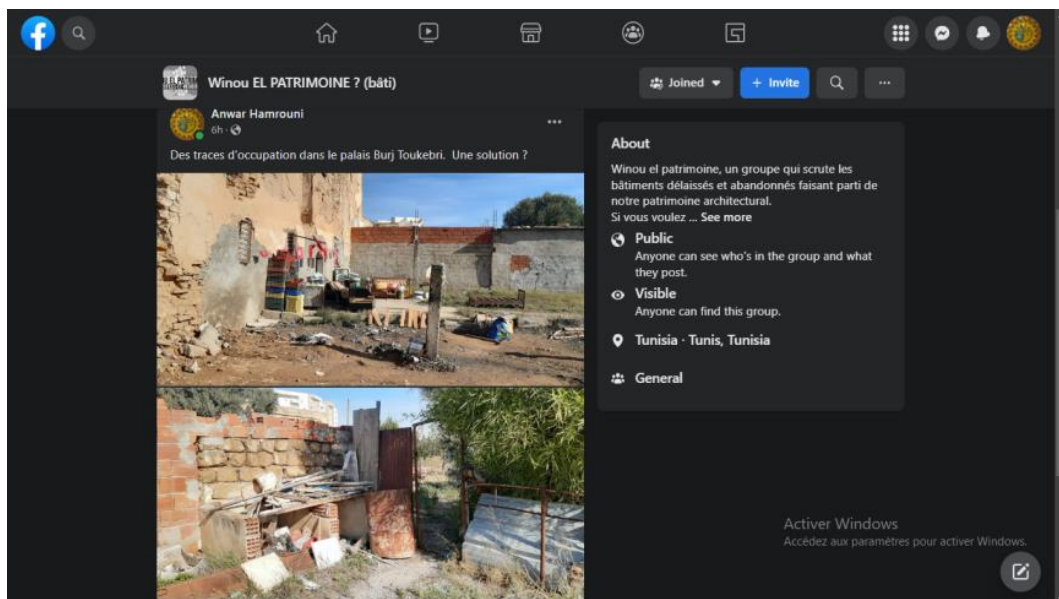 Winou EL PATRIMOINE ? (bâti)
Joined
+ Invite
Anwar Hamrouni
6h
Des traces d'occupation dans le palais Burj Toukebri. Une solution ?
About
Winou el patrimoine, un groupe qui scrute les
bâtiments délaissés et abandonnés faisant parti de
notre patrimoine architectural.
Si vous voulez ... See more
Public
Anyone can see who's in the group and what
they post.
Visible
Anyone can find this group.
Tunisia · Tunis, Tunisia
General
Activer Windows
Accédez aux paramètres pour activer Windows.